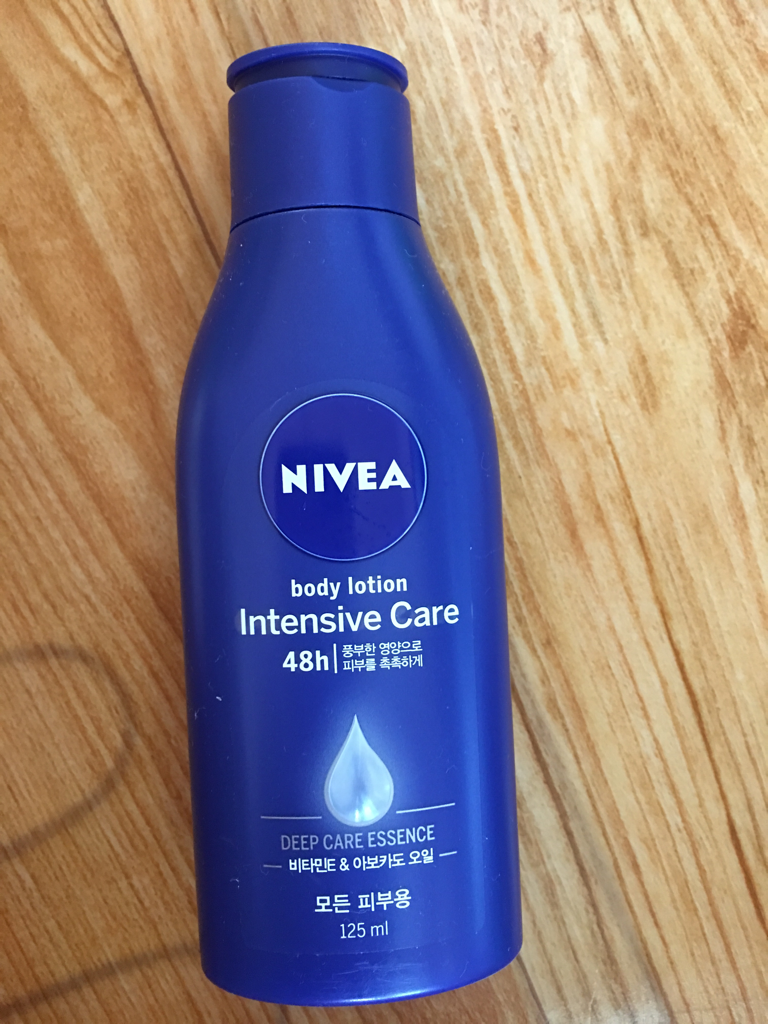 NIVEA
body lotion
Intensive Care
48h
풍부한 영양으로
피부를 촉촉하게
DEEP CARE ESSENCE
비타민E & 아보카도 오일
모든 피부용
125 ml